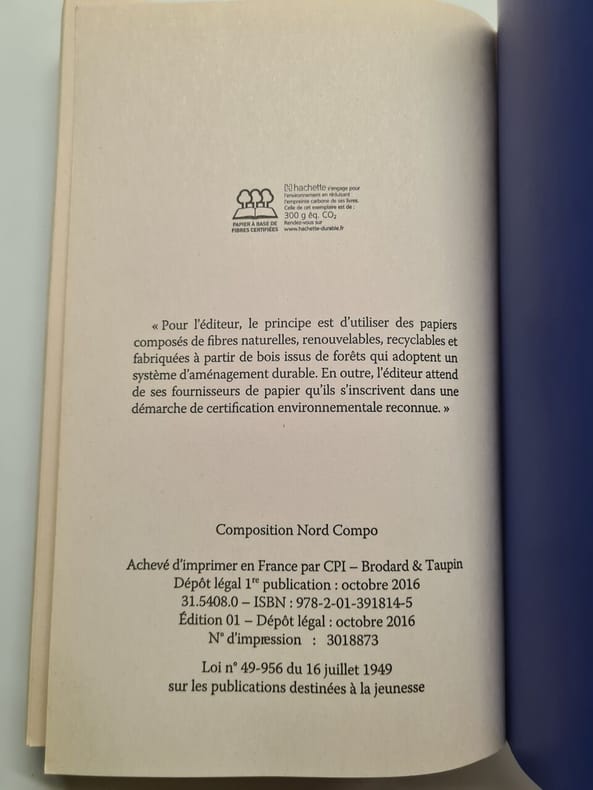 PAPIER À BASE DE
FIBRES CERTIFIÉES
hachette s'engage pour
l'environnement en réduisant
l'empreinte carbone de ses livres.
Celle de cet exemplaire est de :
300 g éq. CO₂
Rendez-vous sur
www.hachette-durable.fr
« Pour l'éditeur, le principe est d'utiliser des papiers
composés de fibres naturelles, renouvelables, recyclables et
fabriquées à partir de bois issus de forêts qui adoptent un
système d'aménagement durable. En outre, l'éditeur attend
de ses fournisseurs de papier qu'ils s'inscrivent dans une
démarche de certification environnementale reconnue. »
Composition Nord Compo
Achevé d'imprimer en France par CPI – Brodard & Taupin
Dépôt légal 1re publication : octobre 2016
31.5408.0 – ISBN : 978-2-01-391814-5
Édition 01 – Dépôt légal : octobre 2016
N° d'impression : 3018873
Loi n° 49-956 du 16 juillet 1949
sur les publications destinées à la jeunesse